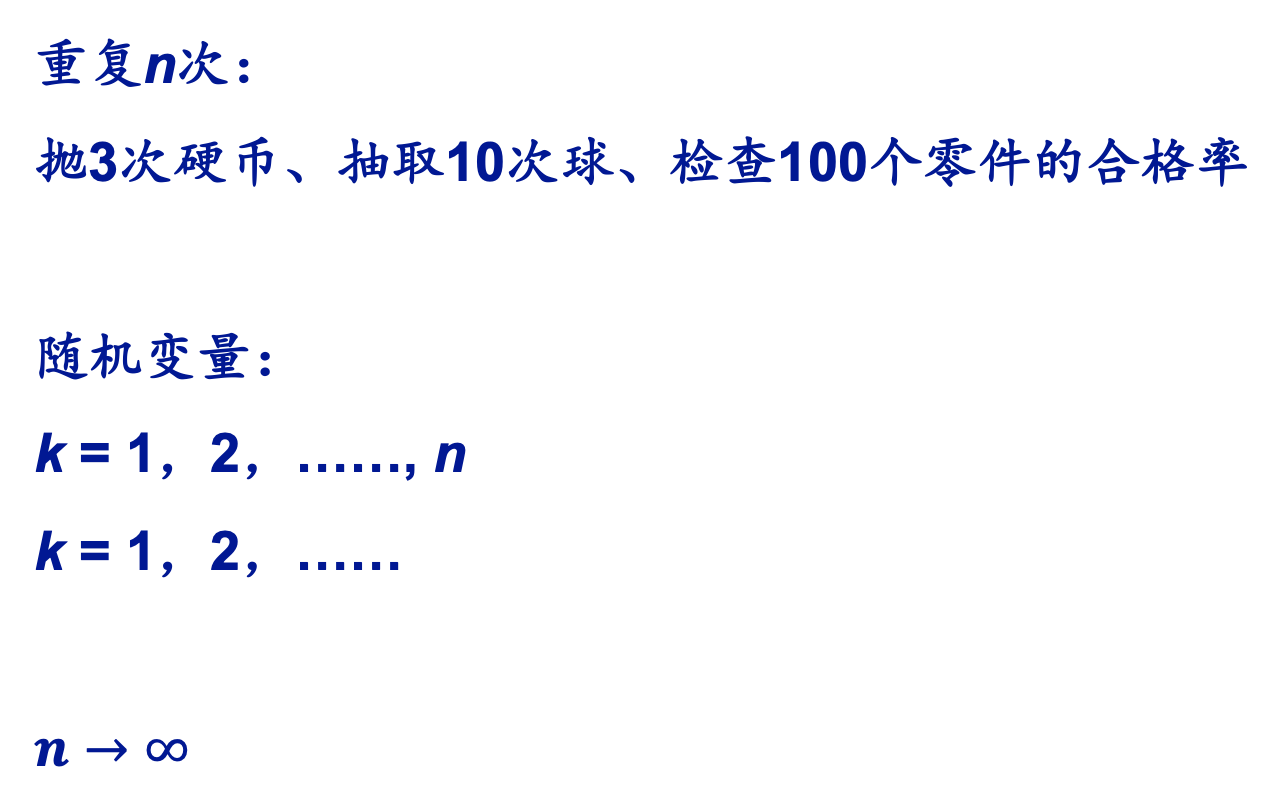 重复n次：
抛3次硬币、抽取10次球、检查100个零件的合格率
随机变量：
k = 1，2，……, n
k = 1，2，……
n → ∞